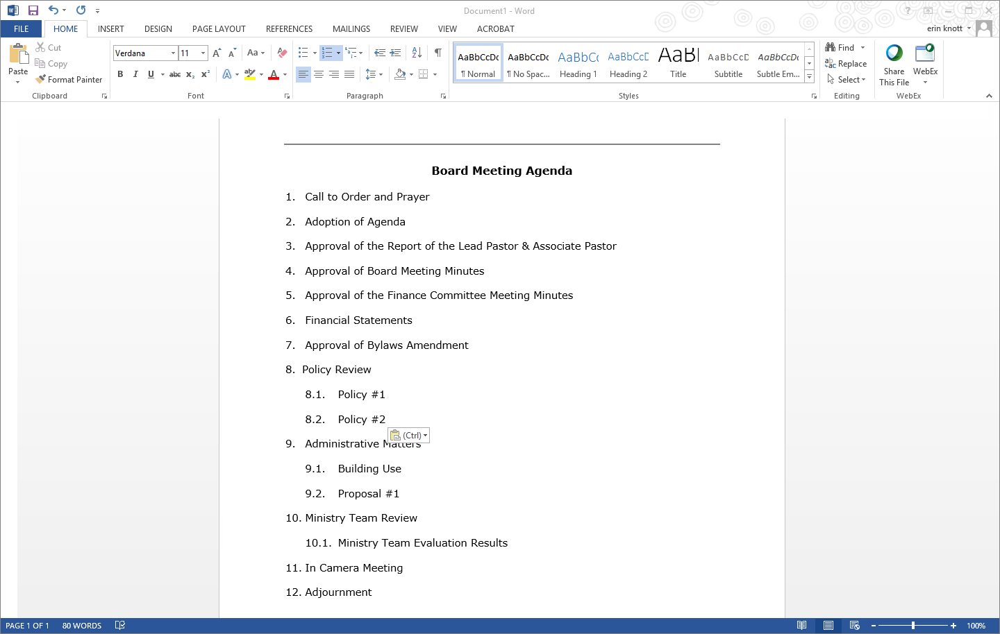 Document1 - Word
?
FILE HOME INSERT DESIGN PAGE LAYOUT REFERENCES MAILINGS REVIEW VIEW ACROBAT
erin knott
Paste
Cut
Copy
Format Painter
Clipboard
Verdana 11 A A Aa A
B I U abc x₂ x² A ab A
Font
A Z ¶
Paragraph
AaBbCcDc AaBbCcDc AaBbCc AaBbCcD AaBl AaBbCcD AaBbCcDc
¶ Normal ¶ No Spac... Heading 1 Heading 2 Title Subtitle Subtle Em...
Styles
Find
Replace
Select
Editing
Share
This File
WebEx
WebEx
Board Meeting Agenda
1. Call to Order and Prayer
2. Adoption of Agenda
3. Approval of the Report of the Lead Pastor & Associate Pastor
4. Approval of Board Meeting Minutes
5. Approval of the Finance Committee Meeting Minutes
6. Financial Statements
7. Approval of Bylaws Amendment
8. Policy Review
8.1. Policy #1
8.2. Policy #2
(Ctrl)
9. Administrative Matters
9.1. Building Use
9.2. Proposal #1
10. Ministry Team Review
10.1. Ministry Team Evaluation Results
11. In Camera Meeting
12. Adjournment
PAGE 1 OF 1 80 WORDS
100%